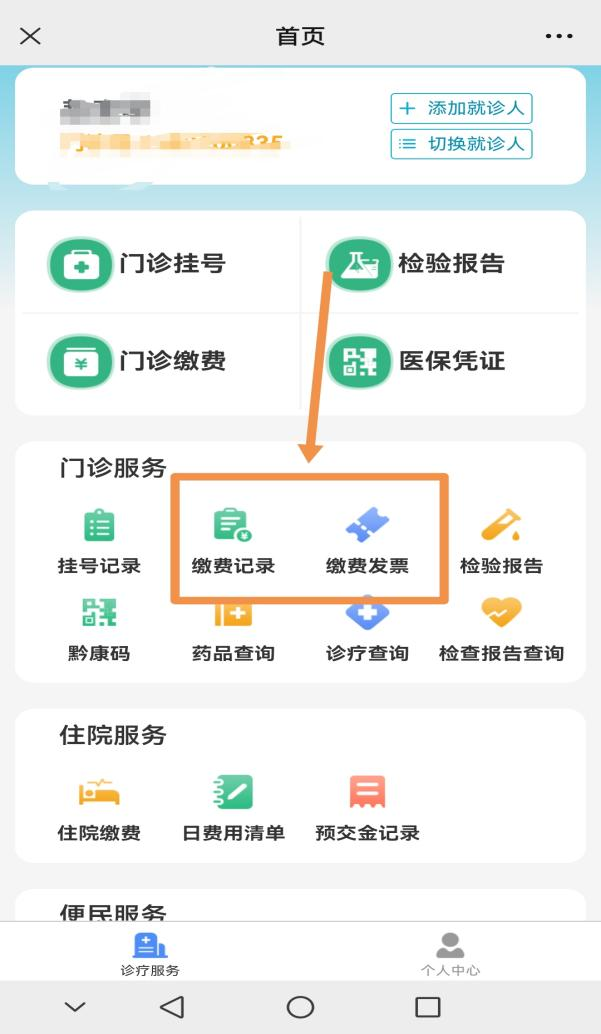 首页
添加就诊人
切换就诊人
门诊挂号
检验报告
门诊缴费
医保凭证
门诊服务
挂号记录
缴费记录
缴费发票
检验报告
黔康码
药品查询
诊疗查询
检查报告查询
住院服务
住院缴费
日费用清单
预交金记录
便民服务
诊疗服务
个人中心